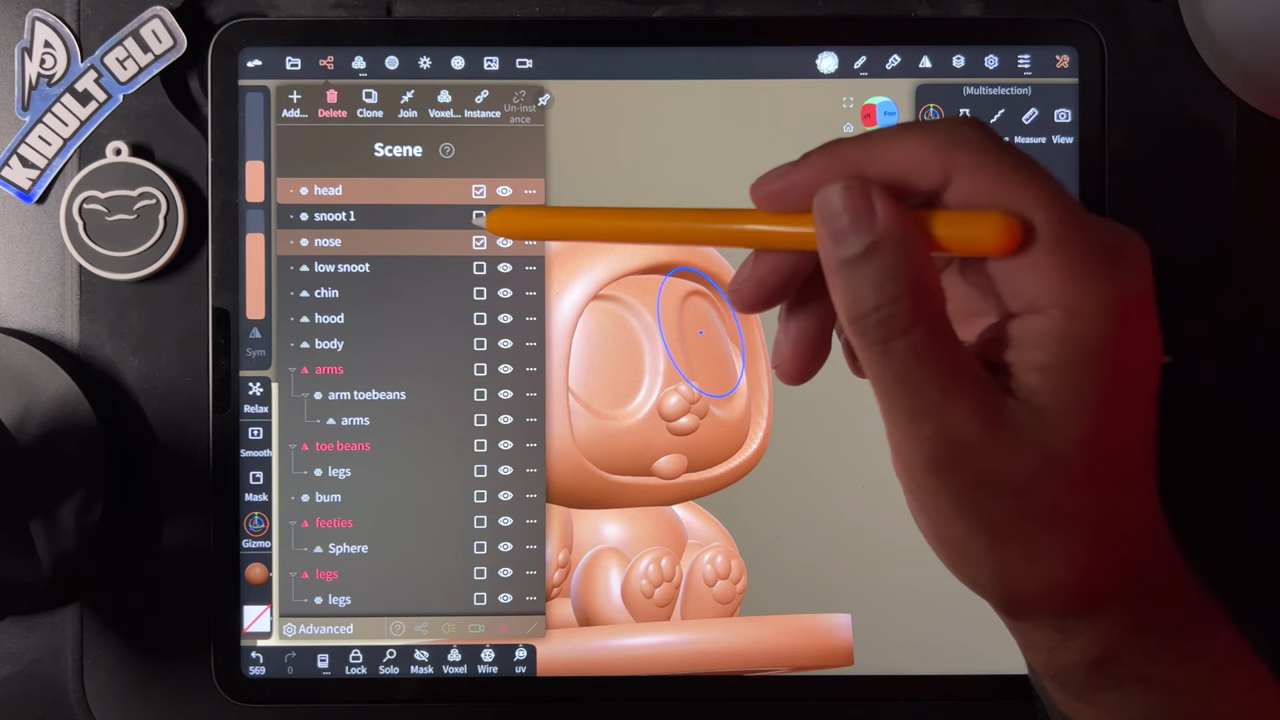 KIDULT CLO
Add... Delete Clone Join Voxel... Instance Un-inst
ance
Scene ?
head
snoot 1
nose
low snoot
chin
hood
body
arms
arm toebeans
arms
toe beans
legs
bum
feeties
Sphere
legs
legs
Advanced
Sym
Relax
Smooth
Mask
Gizmo
569 0 ... Lock Solo Mask Voxel Wire uv
(Multiselection)
Measure View
Front